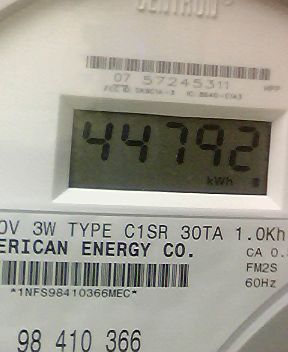 CENTRON®
07 57245311
44792
kWh
0V 3W TYPE C1SR 30TA 1.0Kh
ERICAN ENERGY CO. CA 0.
FM2S
*1NFS98410366MEC* 60Hz
98 410 366